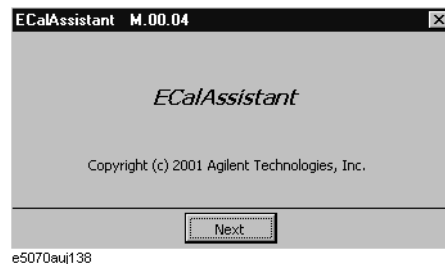 ECalAssistant M.00.04
ECalAssistant
Copyright (c) 2001 Agilent Technologies, Inc.
Next
e5070auj138